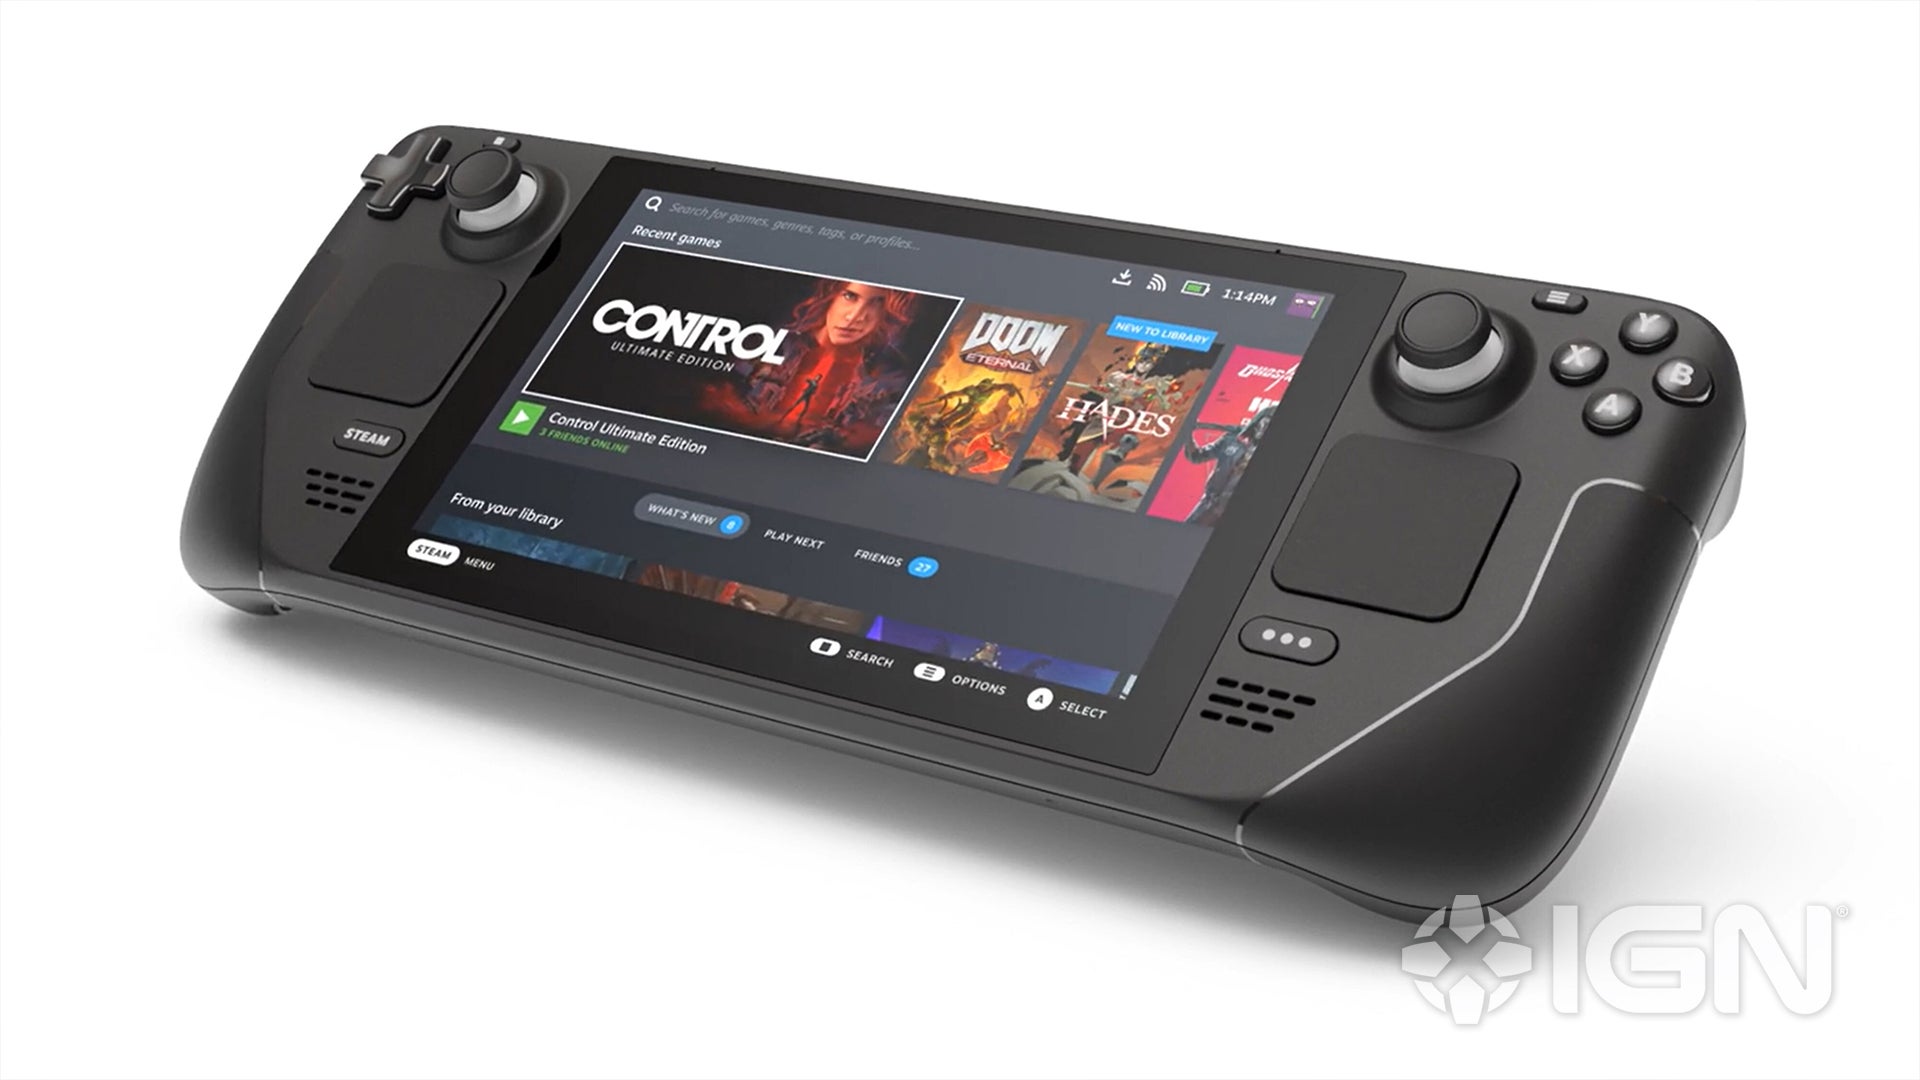 Search for games, genres, tags, or profiles...
1:14PM
Recent games
CONTROL
ULTIMATE EDITION
DOOM
ETERNAL
NEW TO LIBRARY
HADES
Control Ultimate Edition
3 FRIENDS ONLINE
From your library
WHAT'S NEW 8
PLAY NEXT
FRIENDS 27
STEAM MENU
SEARCH
OPTIONS
A SELECT
STEAM
Y
X
B
A
IGN®